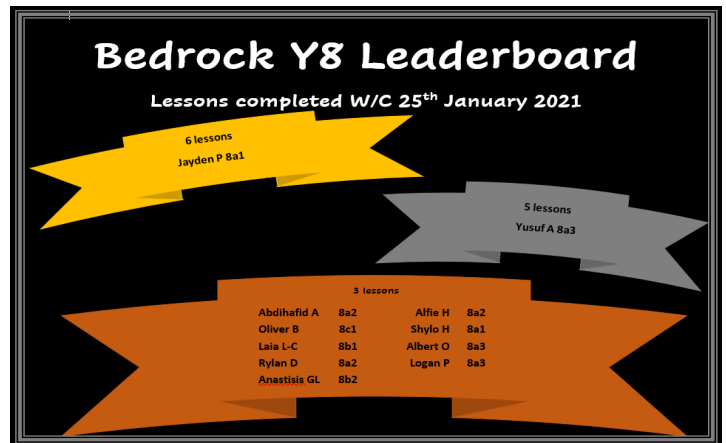 Bedrock Y8 Leaderboard
Lessons completed W/C 25th January 2021
6 lessons
Jayden P 8a1
5 lessons
Yusuf A 8a3
3 lessons
Abdihafid A 8a2 Alfie H 8a2
Oliver B 8c1 Shylo H 8a1
Laia L-C 8b1 Albert O 8a3
Rylan D 8a2 Logan P 8a3
Anastisis GL 8b2